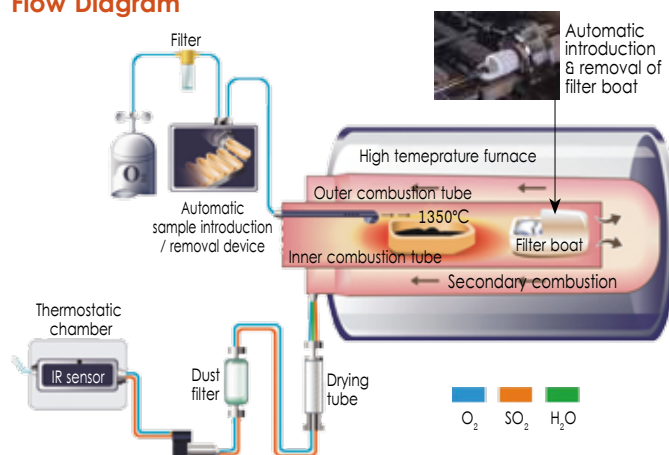 Flow Diagram
Filter
Automatic
introduction
& removal of
filter boat
O₂
High temeprature furnace
Outer combustion tube
1350°C
Automatic
sample introduction
/ removal device
Filter boat
Inner combustion tube
Secondary combustion
Thermostatic
chamber
IR sensor
Dust
filter
Drying
tube
O₂ SO₂ H₂O